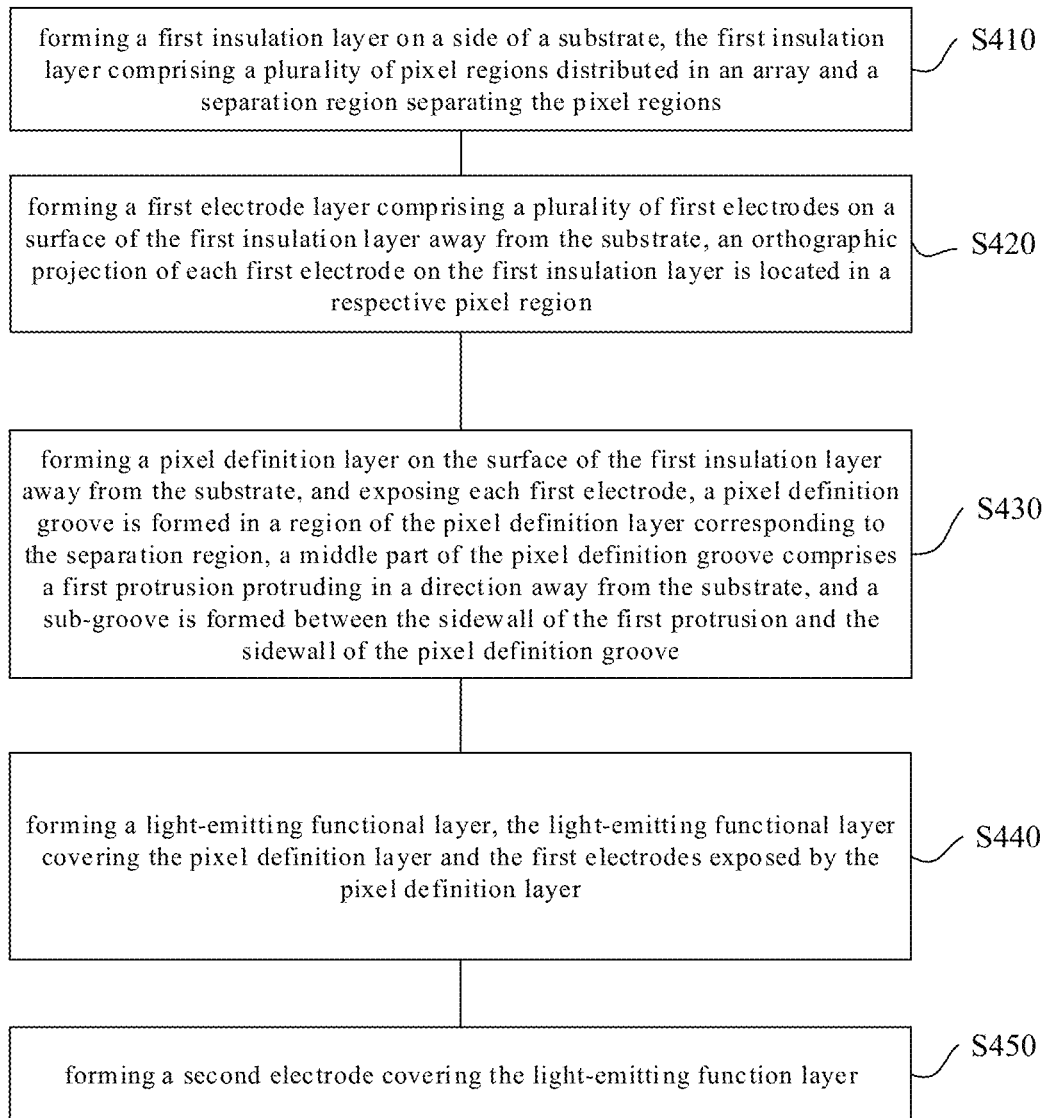 forming a first insulation layer on a side of a substrate, the first insulation
layer comprising a plurality of pixel regions distributed in an array and a
separation region separating the pixel regions
S410
forming a first electrode layer comprising a plurality of first electrodes on a
surface of the first insulation layer away from the substrate, an orthographic
projection of each first electrode on the first insulation layer is located in a
respective pixel region
S420
forming a pixel definition layer on the surface of the first insulation layer
away from the substrate, and exposing each first electrode, a pixel definition
groove is formed in a region of the pixel definition layer corresponding to
the separation region, a middle part of the pixel definition groove comprises
a first protrusion protruding in a direction away from the substrate, and a
sub-groove is formed between the sidewall of the first protrusion and the
sidewall of the pixel definition groove
S430
forming a light-emitting functional layer, the light-emitting functional layer
covering the pixel definition layer and the first electrodes exposed by the
pixel definition layer
S440
forming a second electrode covering the light-emitting function layer
S450